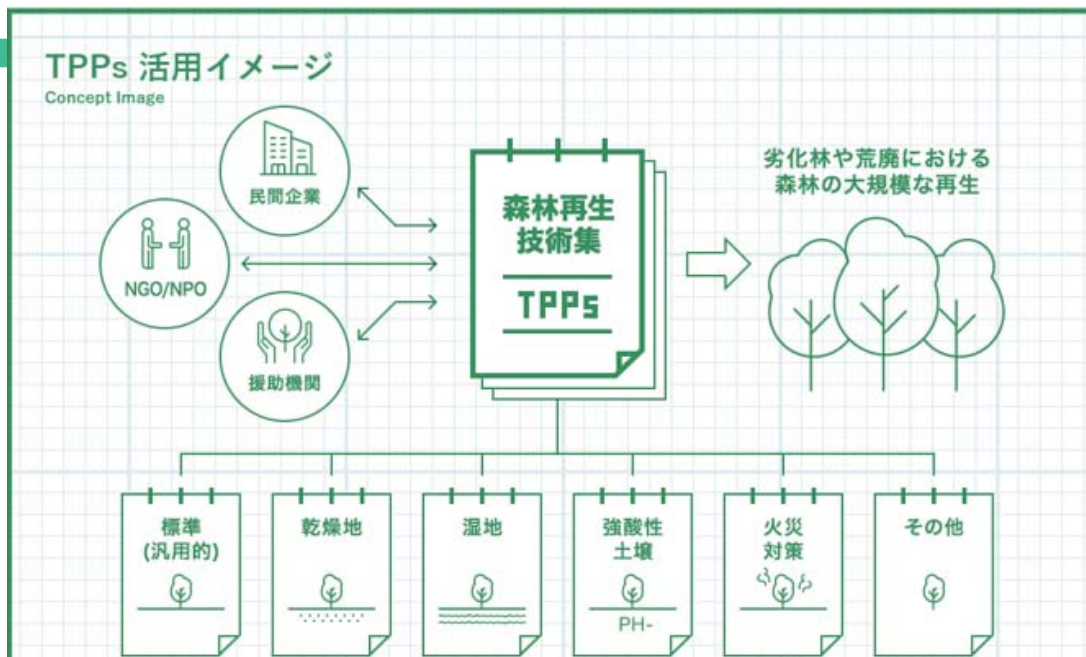 TPPs 活用イメージ
Concept Image
民間企業
NGO/NPO
援助機関
森林再生
技術集
TPPs
劣化林や荒廃における
森林の大規模な再生
標準
(汎用的)
乾燥地
湿地
強酸性
土壌
PH-
火災
対策
その他